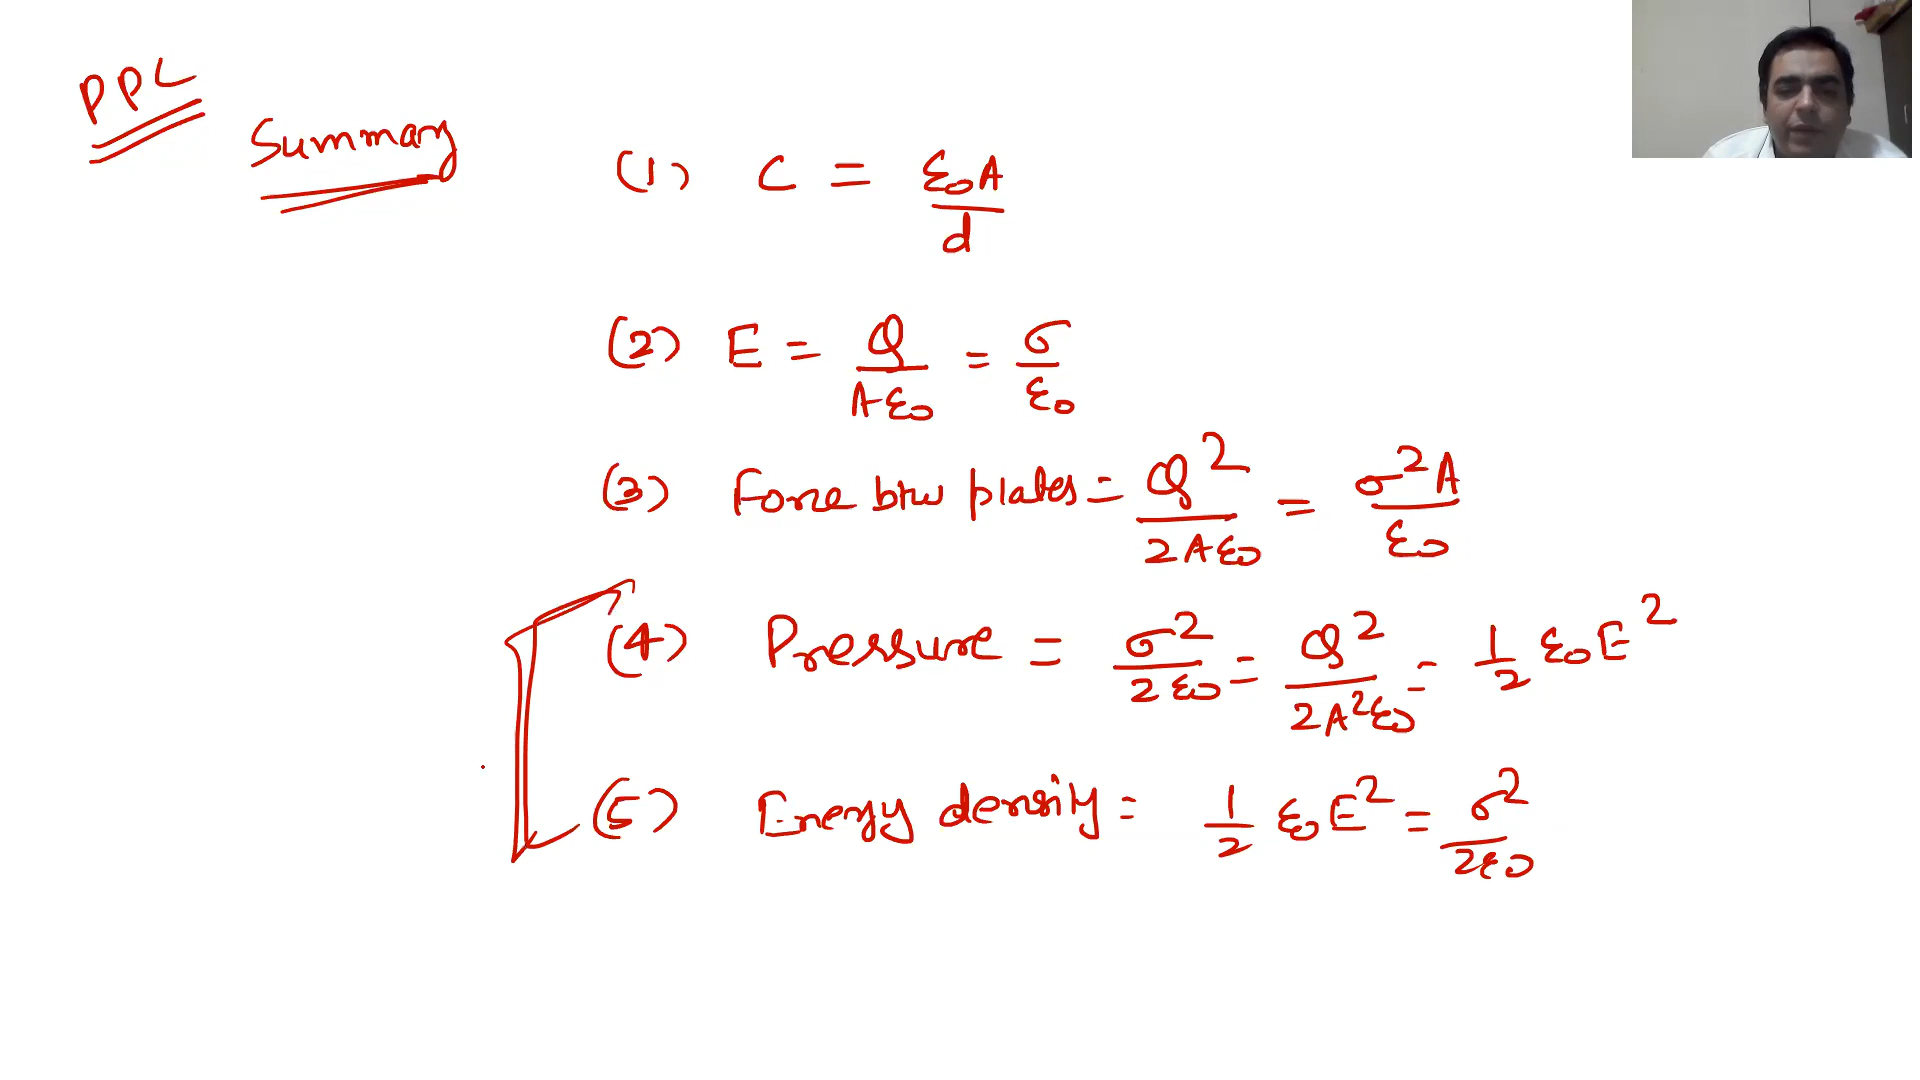 PPC
Summary
(1) C = ε₀A / d
(2) E = Q / Aε₀ = σ / ε₀
(3) Force btw plates = Q² / 2Aε₀ = σ²A / ε₀
(4) Pressure = σ² / 2ε₀ = Q² / 2A²ε₀ = 1/2 ε₀E²
(5) Energy density = 1/2 ε₀E² = σ² / 2ε₀